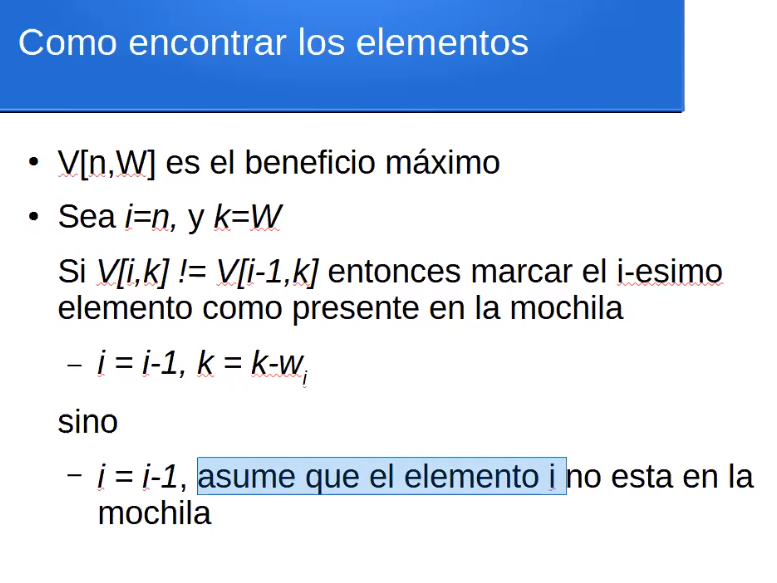 Como encontrar los elementos
• V[n,W] es el beneficio máximo
• Sea i=n, y k=W
Si V[i,k] != V[i-1,k] entonces marcar el i-esimo
elemento como presente en la mochila
– i = i-1, k = k-wᵢ
sino
– i = i-1, asume que el elemento i no esta en la
mochila